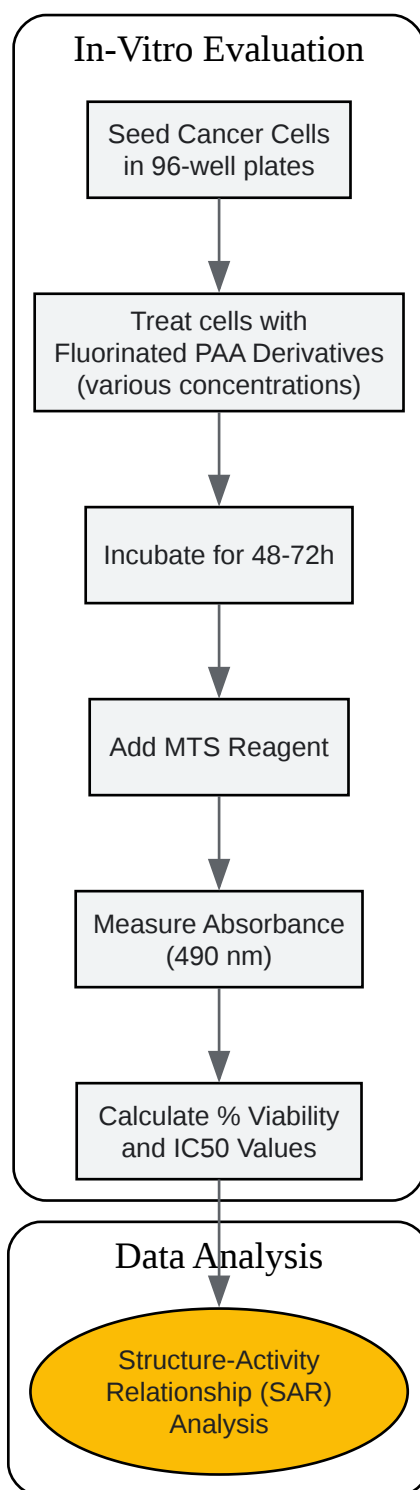 In-Vitro Evaluation
Seed Cancer Cells
in 96-well plates
Treat cells with
Fluorinated PAA Derivatives
(various concentrations)
Incubate for 48-72h
Add MTS Reagent
Measure Absorbance
(490 nm)
Calculate % Viability
and IC50 Values
Data Analysis
Structure-Activity
Relationship (SAR)
Analysis